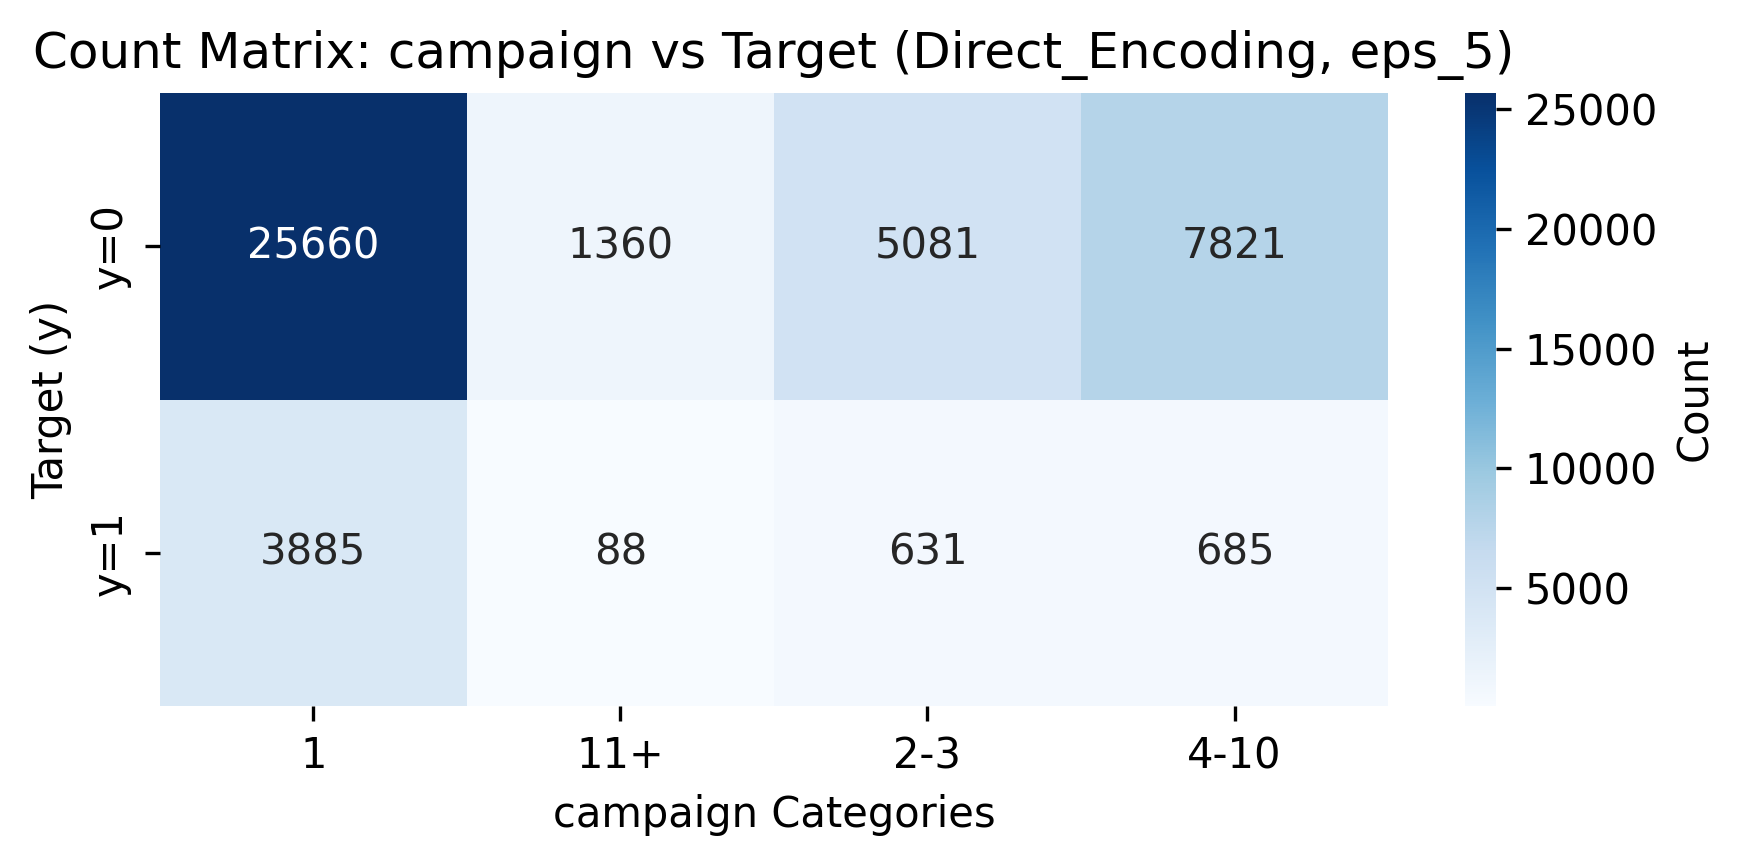 Count Matrix: campaign vs Target (Direct_Encoding, eps_5)
Target (y)
y=0
25660 1360 5081 7821
y=1
3885 88 631 685
1 11+ 2-3 4-10
campaign Categories
25000
20000
15000
10000
5000
Count